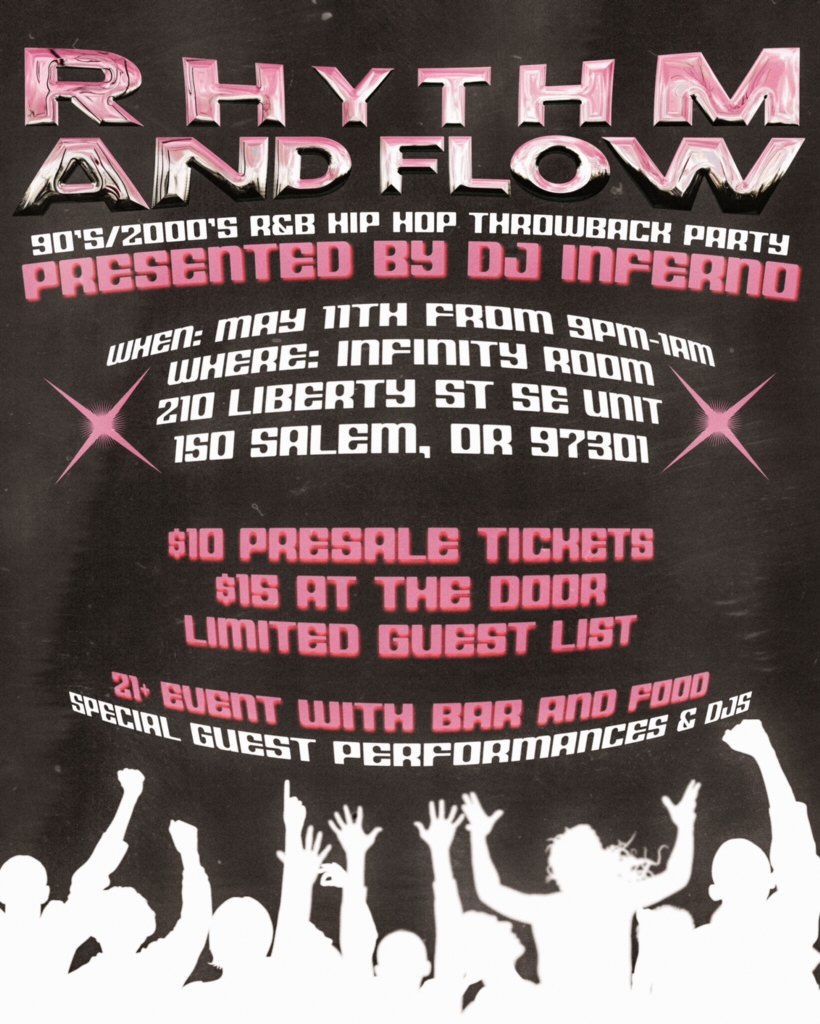 RHYTHM
AND FLOW
90'S/2000'S R&B HIP HOP THROWBACK PARTY
PRESENTED BY DJ INFERNO
WHEN: MAY 11TH FROM 9PM-1AM
WHERE: INFINITY ROOM
210 LIBERTY ST SE UNIT
150 SALEM, OR 97301
$10 PRESALE TICKETS
$15 AT THE DOOR
LIMITED GUEST LIST
21+ EVENT WITH BAR AND FOOD
SPECIAL GUEST PERFORMANCES & DJS